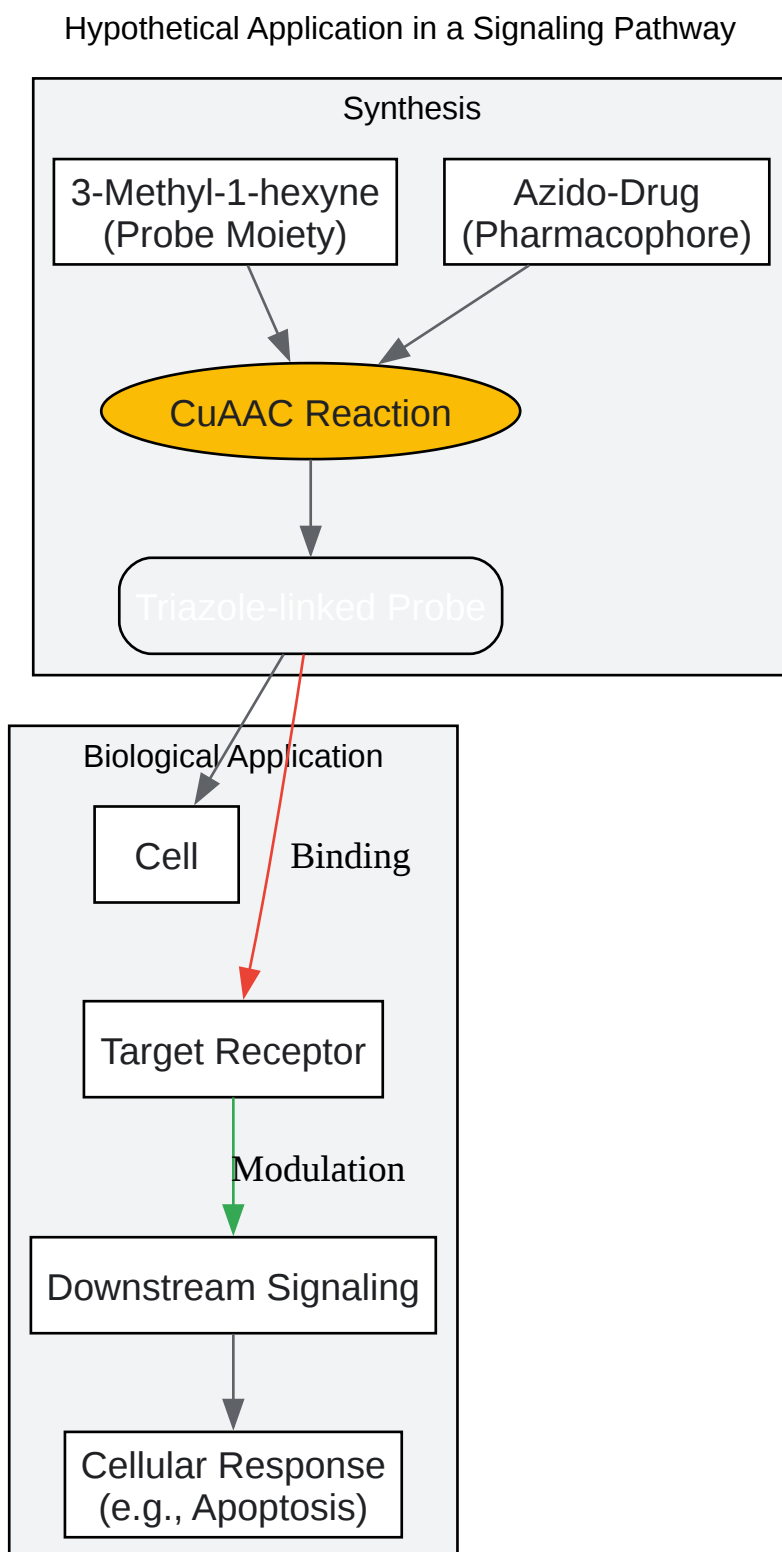 Hypothetical Application in a Signaling Pathway
Synthesis
3-Methyl-1-hexyne
(Probe Moiety)
Azido-Drug
(Pharmacophore)
CuAAC Reaction
Triazole-linked Probe
Biological Application
Cell
Binding
Target Receptor
Modulation
Downstream Signaling
Cellular Response
(e.g., Apoptosis)